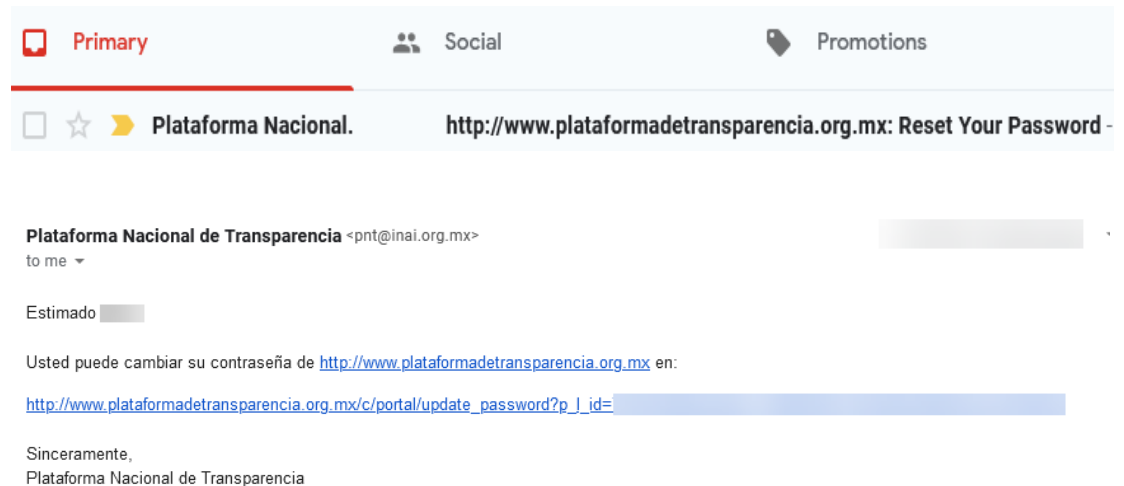 Primary Social Promotions
Plataforma Nacional. http://www.plataformadetransparencia.org.mx: Reset Your Password -
Plataforma Nacional de Transparencia <pnt@inai.org.mx>
to me
Estimado
Usted puede cambiar su contraseña de http://www.plataformadetransparencia.org.mx en:
http://www.plataformadetransparencia.org.mx/c/portal/update_password?p_l_id=
Sinceramente,
Plataforma Nacional de Transparencia